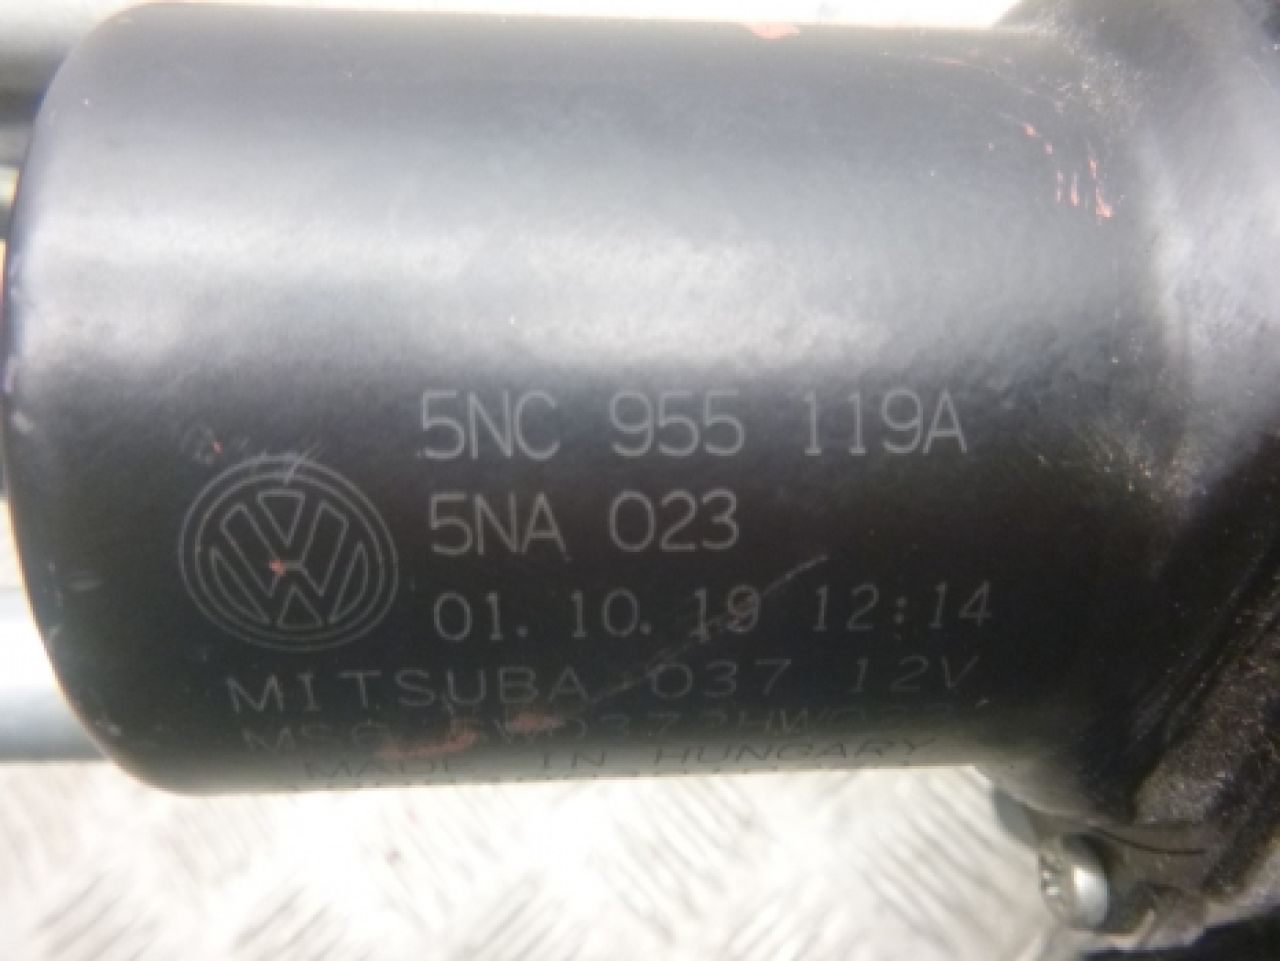 5NC 955 119A
5NA 023
01. 10. 19 12:14
MITSUBA 037 12V
MADE IN HUNGARY